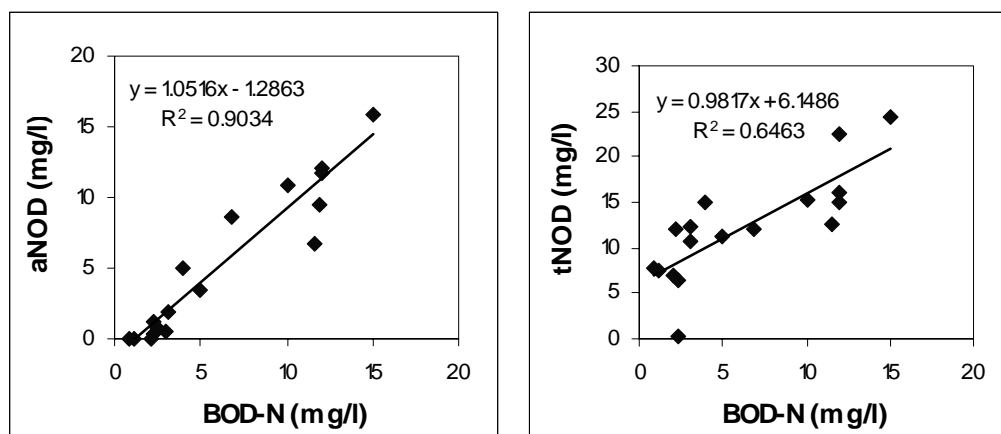 20
15
10
5
0
aNOD (mg/l)
y = 1.0516x - 1.2863
R² = 0.9034
0 5 10 15 20
BOD-N (mg/l)
30
25
20
15
10
5
0
tNOD (mg/l)
y = 0.9817x + 6.1486
R² = 0.6463
0 5 10 15 20
BOD-N (mg/l)